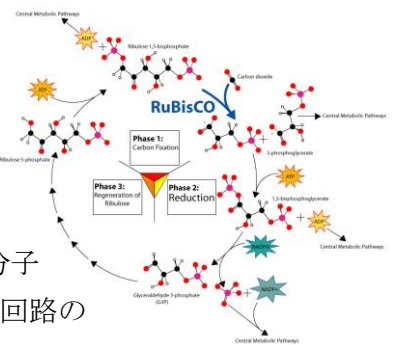 Central Metabolic Pathways
ADP
+
Ribulose 1,5-bisphosphate
Carbon dioxide
ATP
RuBisCO
Central Metabolic Pathways
+
3-phosphoglycerate
Ribulose 5-phosphate
Phase 1:
Carbon Fixation
Phase 3:
Regeneration of
Ribulose
Phase 2:
Reduction
ATP
1,3-bisphosphoglycerate
+
ADP
Central Metabolic Pathways
NADPH
分子
回路の
Glyceraldehyde 3-phosphate
(G3P)
+
NADP+
Central Metabolic Pathways